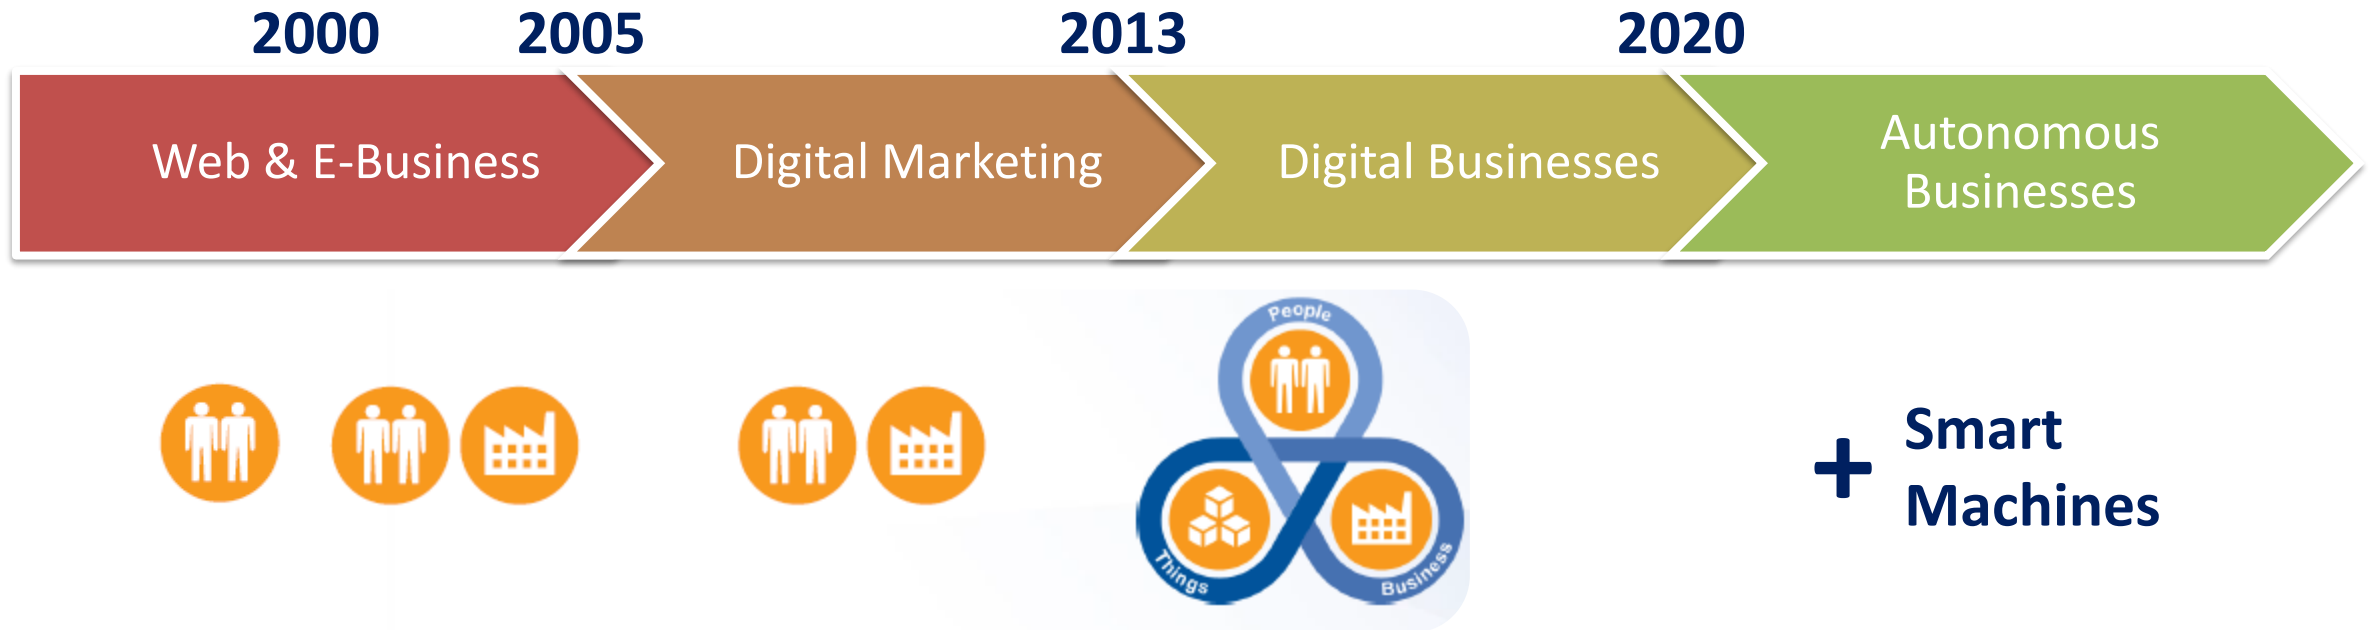 2000 2005 2013 2020
Web & E-Business
Digital Marketing
Digital Businesses
Autonomous
Businesses
People
Things
Business
+ Smart
Machines